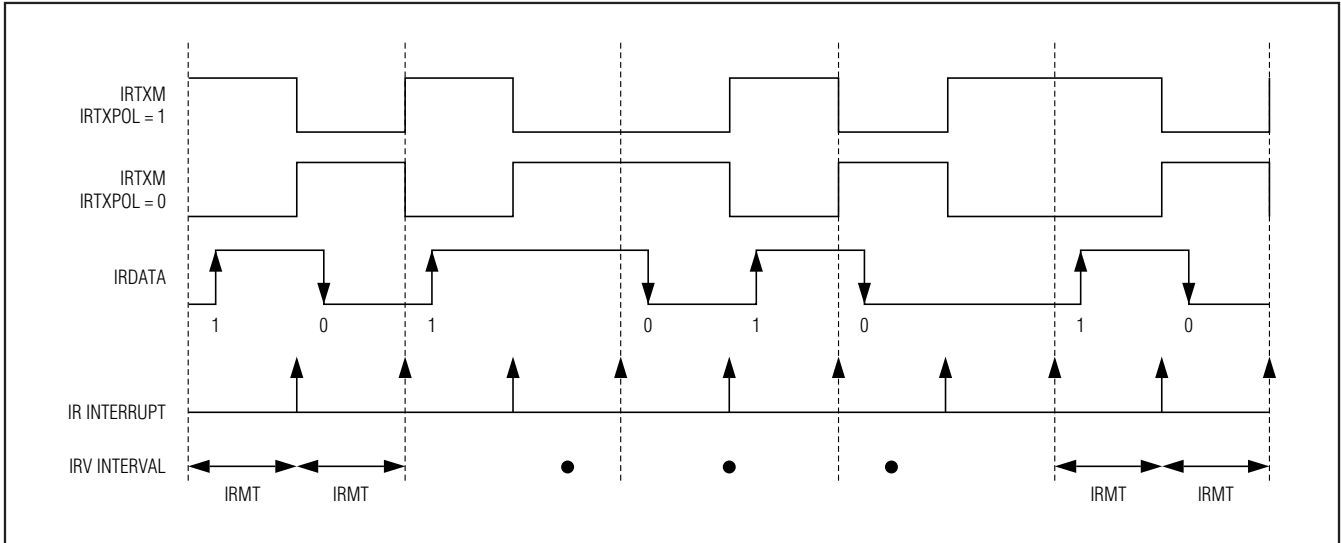 IRTXM
IRTXPOL = 1
IRTXM
IRTXPOL = 0
IRDATA
1 0 1 0 1 0 1 0
IR INTERRUPT
IRV INTERVAL
IRMT IRMT IRMT IRMT